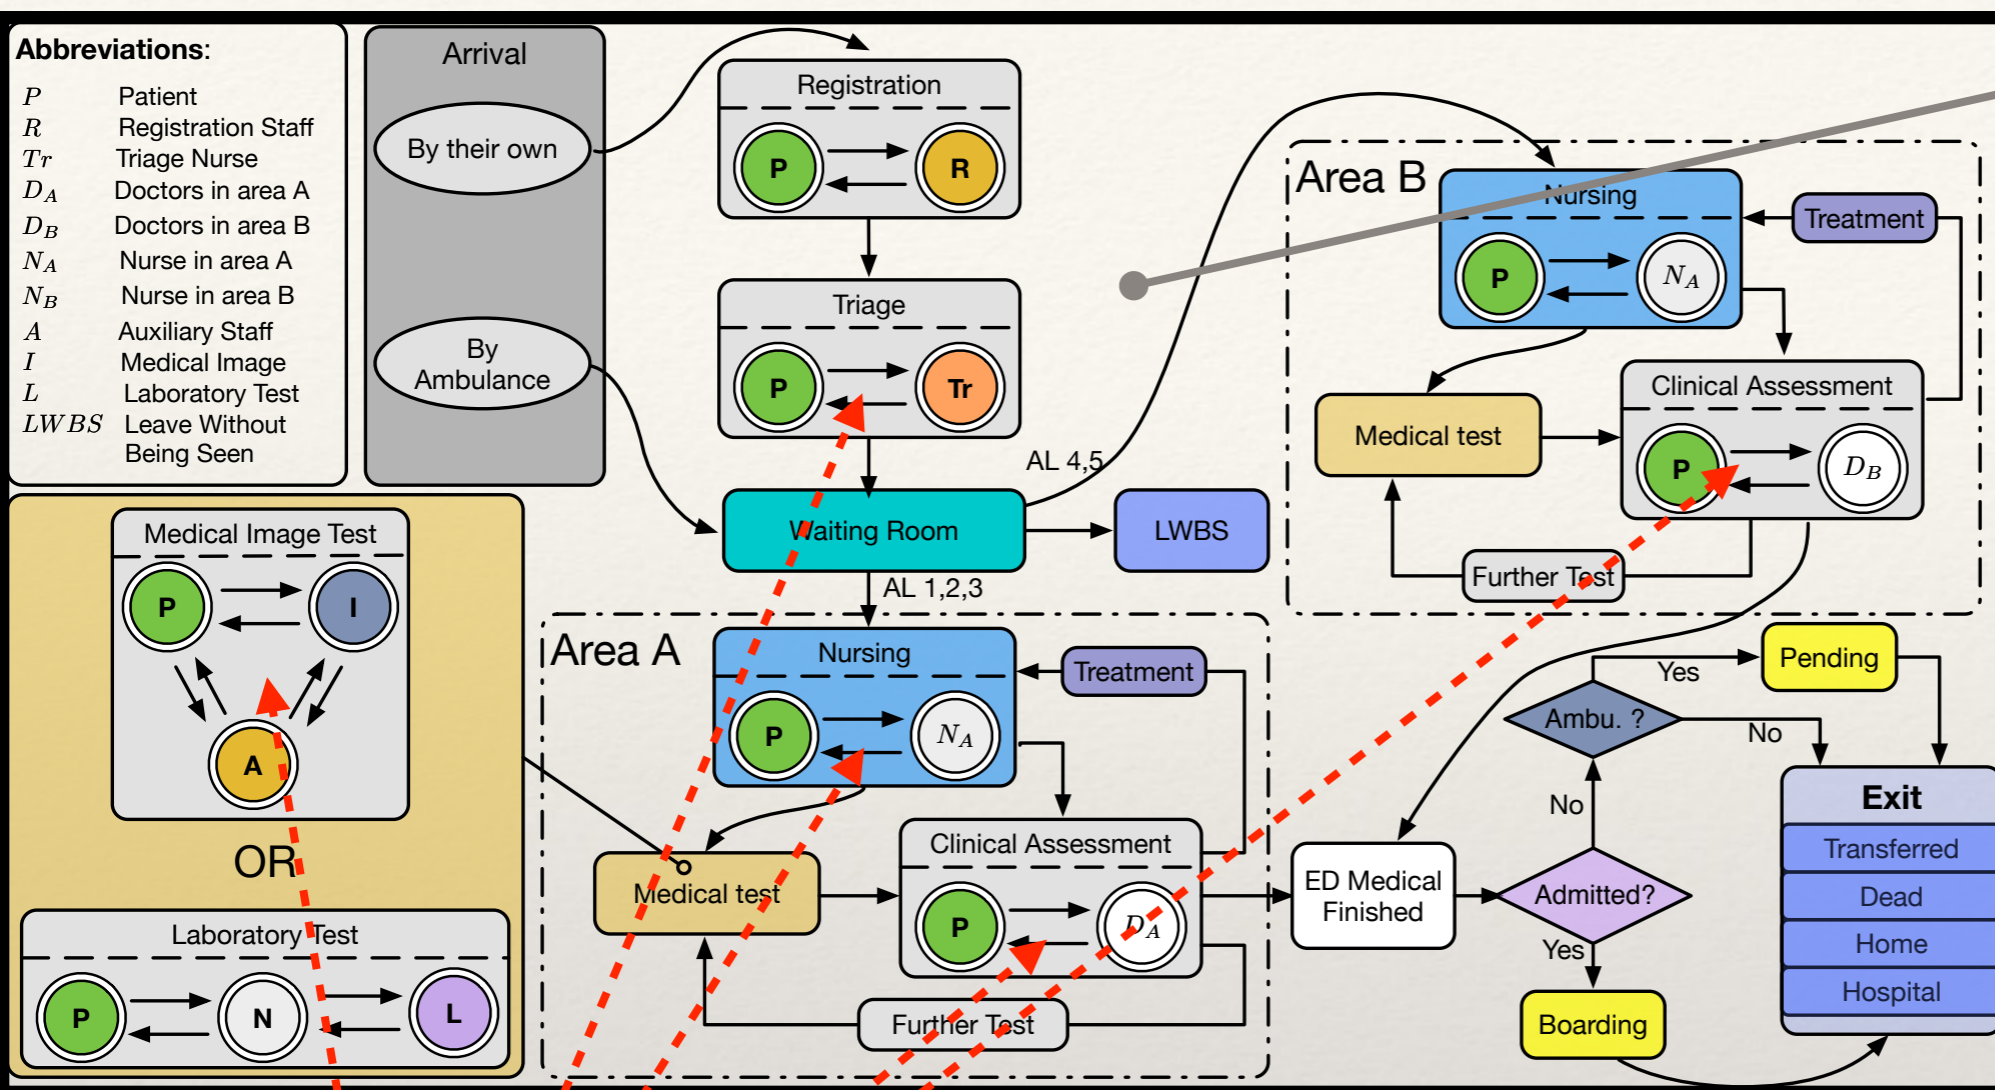 Abbreviations:
P Patient
R Registration Staff
Tr Triage Nurse
D_A Doctors in area A
D_B Doctors in area B
N_A Nurse in area A
N_B Nurse in area B
A Auxiliary Staff
I Medical Image
L Laboratory Test
LWBS Leave Without
Being Seen
Arrival
By their own
By
Ambulance
Registration
P R
Triage
P Tr
AL 4,5
Waiting Room
LWBS
AL 1,2,3
Area B
Nursing
P N_A
Treatment
Medical test
Clinical Assessment
P D_B
Further Test
Medical Image Test
P I
A
OR
Laboratory Test
P N L
Area A
Nursing
P N_A
Treatment
Medical test
Clinical Assessment
P D_A
Further Test
ED Medical
Finished
Admitted?
Yes
Boarding
No
Ambu. ?
Yes
Pending
No
Exit
Transferred
Dead
Home
Hospital